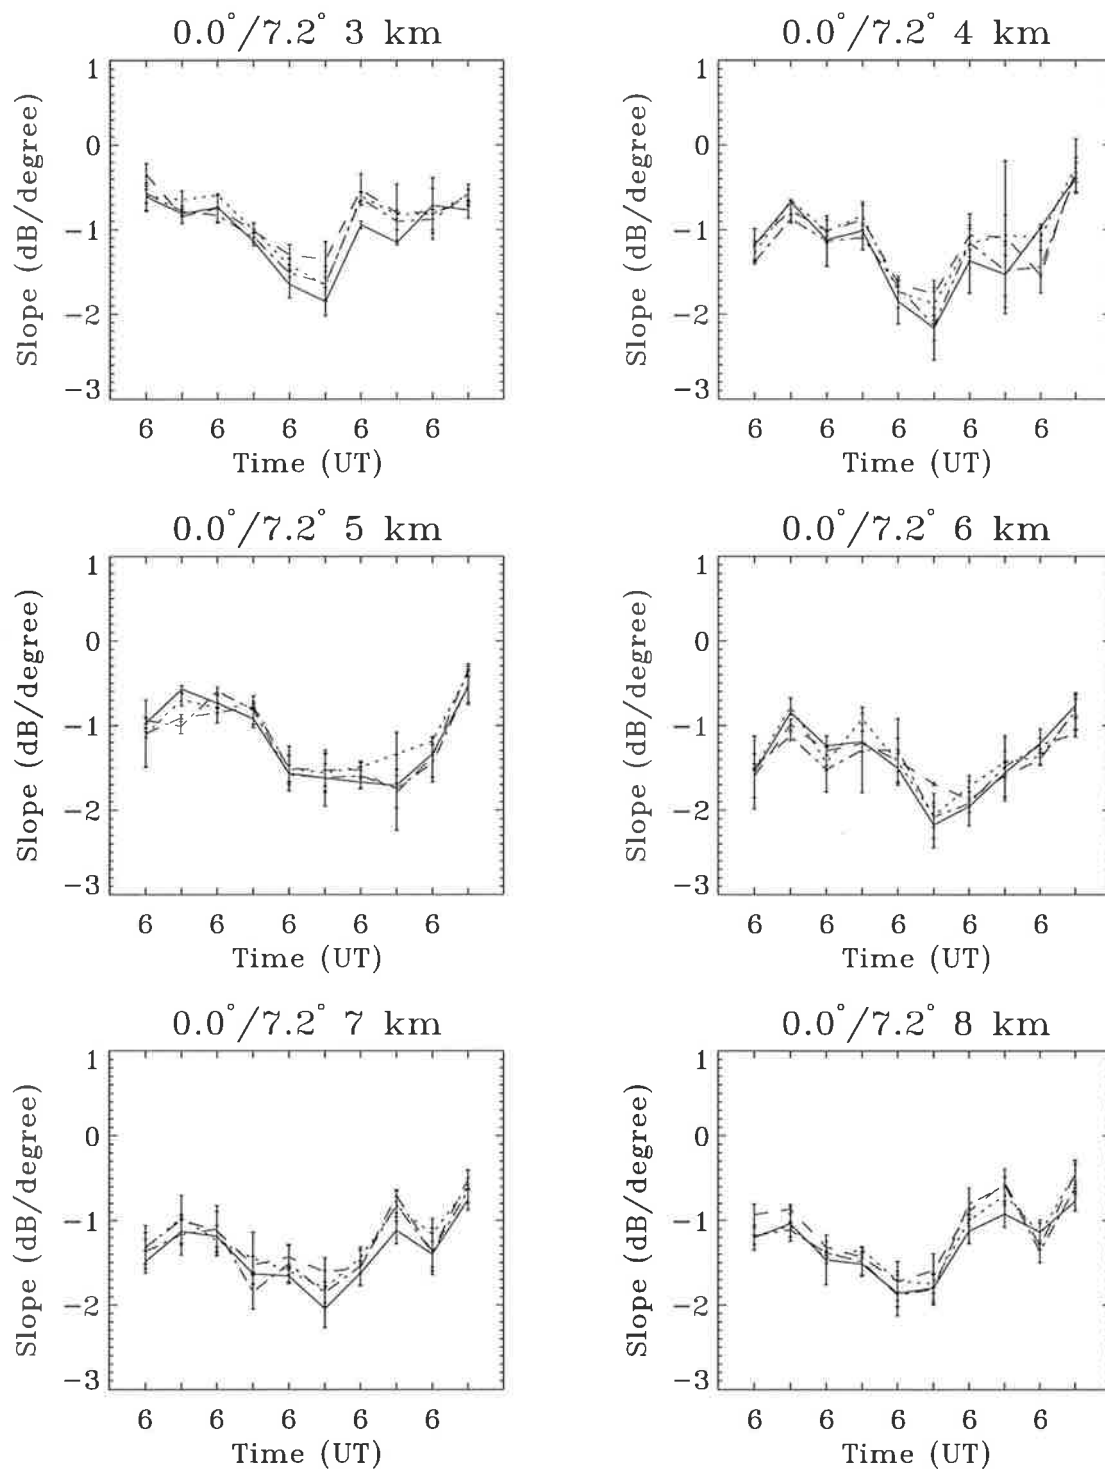 0.0°/7.2° 3 km
0.0°/7.2° 4 km
1
0
−1
−2
−3
Slope (dB/degree)
6 6 6 6 6
Time (UT)
1
0
−1
−2
−3
Slope (dB/degree)
6 6 6 6 6
Time (UT)
0.0°/7.2° 5 km
0.0°/7.2° 6 km
1
0
−1
−2
−3
Slope (dB/degree)
6 6 6 6 6
Time (UT)
1
0
−1
−2
−3
Slope (dB/degree)
6 6 6 6 6
Time (UT)
0.0°/7.2° 7 km
0.0°/7.2° 8 km
1
0
−1
−2
−3
Slope (dB/degree)
6 6 6 6 6
Time (UT)
1
0
−1
−2
−3
Slope (dB/degree)
6 6 6 6 6
Time (UT)